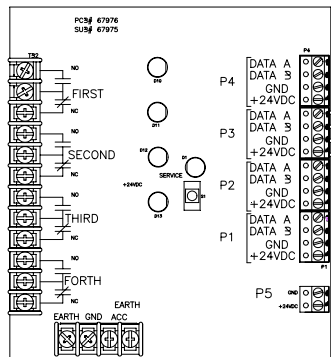 PCB# 67976
SUB# 67975
TB2
NO
FIRST
NC
NO
SECOND
NC
NO
THIRD
NC
NO
FORTH
NC
EARTH GND ACC EARTH
D10
D11
D12
D1
SERVICE
+24VDC
S1
D13
P4
P4 DATA A
DATA B
GND
+24VDC
P3 DATA A
DATA B
GND
+24VDC
P2 DATA A
DATA B
GND
+24VDC
P1 DATA A
DATA B
GND
+24VDC
P1
P5 GND
+24VDC